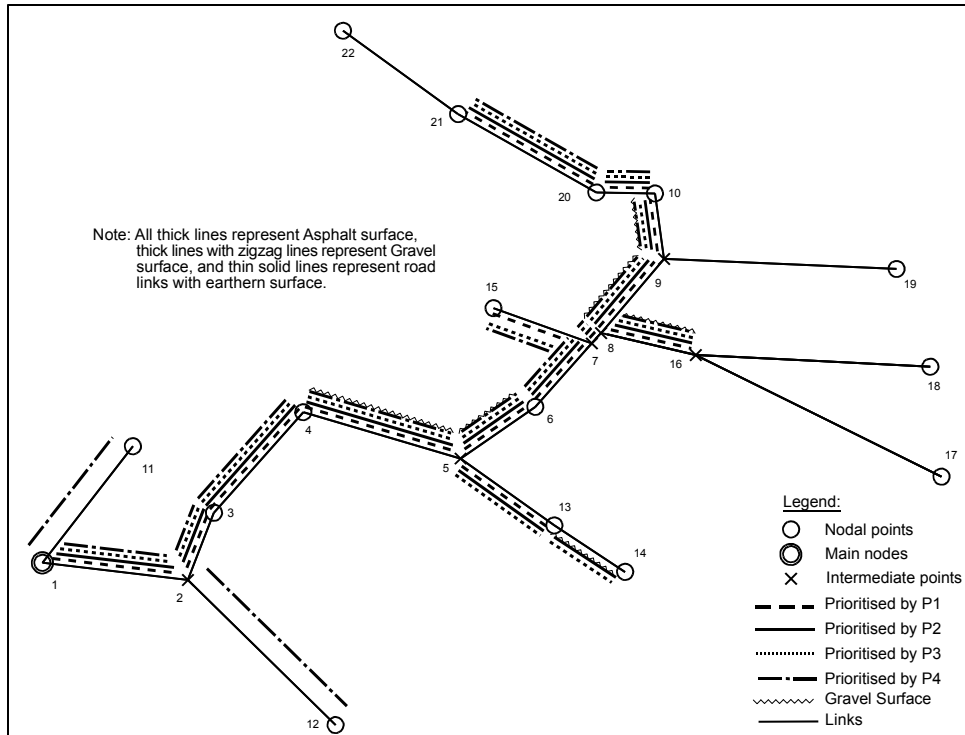 22
21
20
10
Note: All thick lines represent Asphalt surface,
thick lines with zigzag lines represent Gravel
surface, and thin solid lines represent road
links with earthern surface.
9
19
15
8
7
16
18
6
4
17
5
11
13
3
14
1
2
12
Legend:
Nodal points
Main nodes
Intermediate points
Prioritised by P1
Prioritised by P2
Prioritised by P3
Prioritised by P4
Gravel Surface
Links